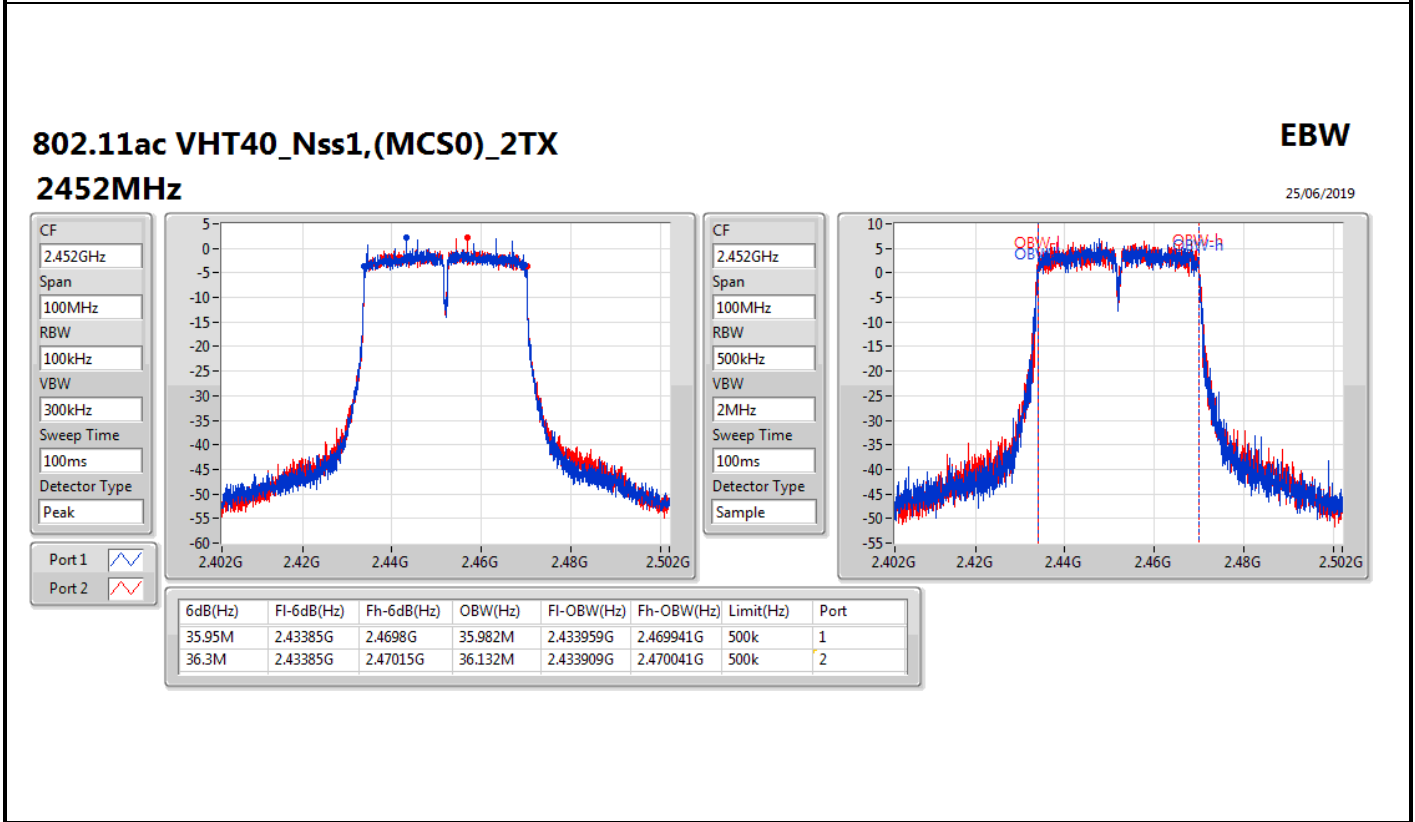 802.11ac VHT40_Nss1,(MCS0)_2TX
EBW
2452MHz
25/06/2019
CF
2.452GHz
Span
100MHz
RBW
100kHz
VBW
300kHz
Sweep Time
100ms
Detector Type
Peak
Port 1
Port 2
5
0
-5
-10
-15
-20
-25
-30
-35
-40
-45
-50
-55
-60
2.402G 2.42G 2.44G 2.46G 2.48G 2.502G
CF
2.452GHz
Span
100MHz
RBW
500kHz
VBW
2MHz
Sweep Time
100ms
Detector Type
Sample
10
5
0
-5
-10
-15
-20
-25
-30
-35
-40
-45
-50
-55
OBW-h
OBW-h
2.402G 2.42G 2.44G 2.46G 2.48G 2.502G
6dB(Hz) Fl-6dB(Hz) Fh-6dB(Hz) OBW(Hz) Fl-OBW(Hz) Fh-OBW(Hz) Limit(Hz) Port
35.95M 2.43385G 2.4698G 35.982M 2.433959G 2.469941G 500k 1
36.3M 2.43385G 2.47015G 36.132M 2.433909G 2.470041G 500k 2